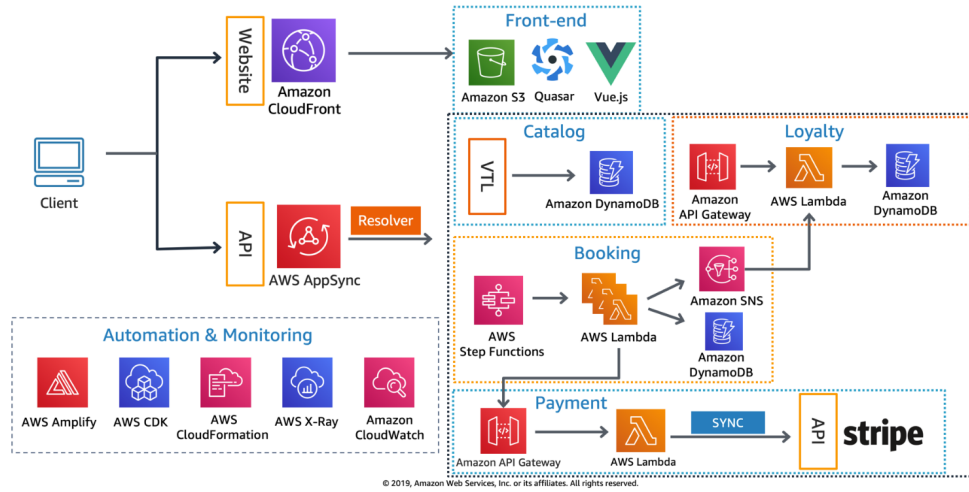 Front-end
Website
Amazon
CloudFront
Amazon S3
Quasar
Vue.js
Client
API
AWS AppSync
Resolver
Catalog
VTL
Amazon DynamoDB
Loyalty
Amazon
API Gateway
AWS Lambda
Amazon
DynamoDB
Booking
AWS
Step Functions
AWS Lambda
Amazon SNS
Amazon
DynamoDB
Automation & Monitoring
AWS Amplify
AWS CDK
AWS
CloudFormation
AWS X-Ray
Amazon
CloudWatch
Payment
Amazon API Gateway
AWS Lambda
SYNC
API
stripe
© 2019, Amazon Web Services, Inc. or its affiliates. All rights reserved.